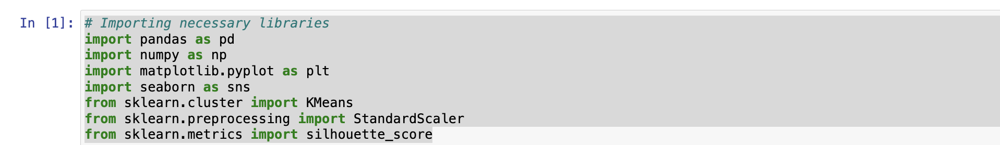 In [1]: # Importing necessary libraries
import pandas as pd
import numpy as np
import matplotlib.pyplot as plt
import seaborn as sns
from sklearn.cluster import KMeans
from sklearn.preprocessing import StandardScaler
from sklearn.metrics import silhouette_score